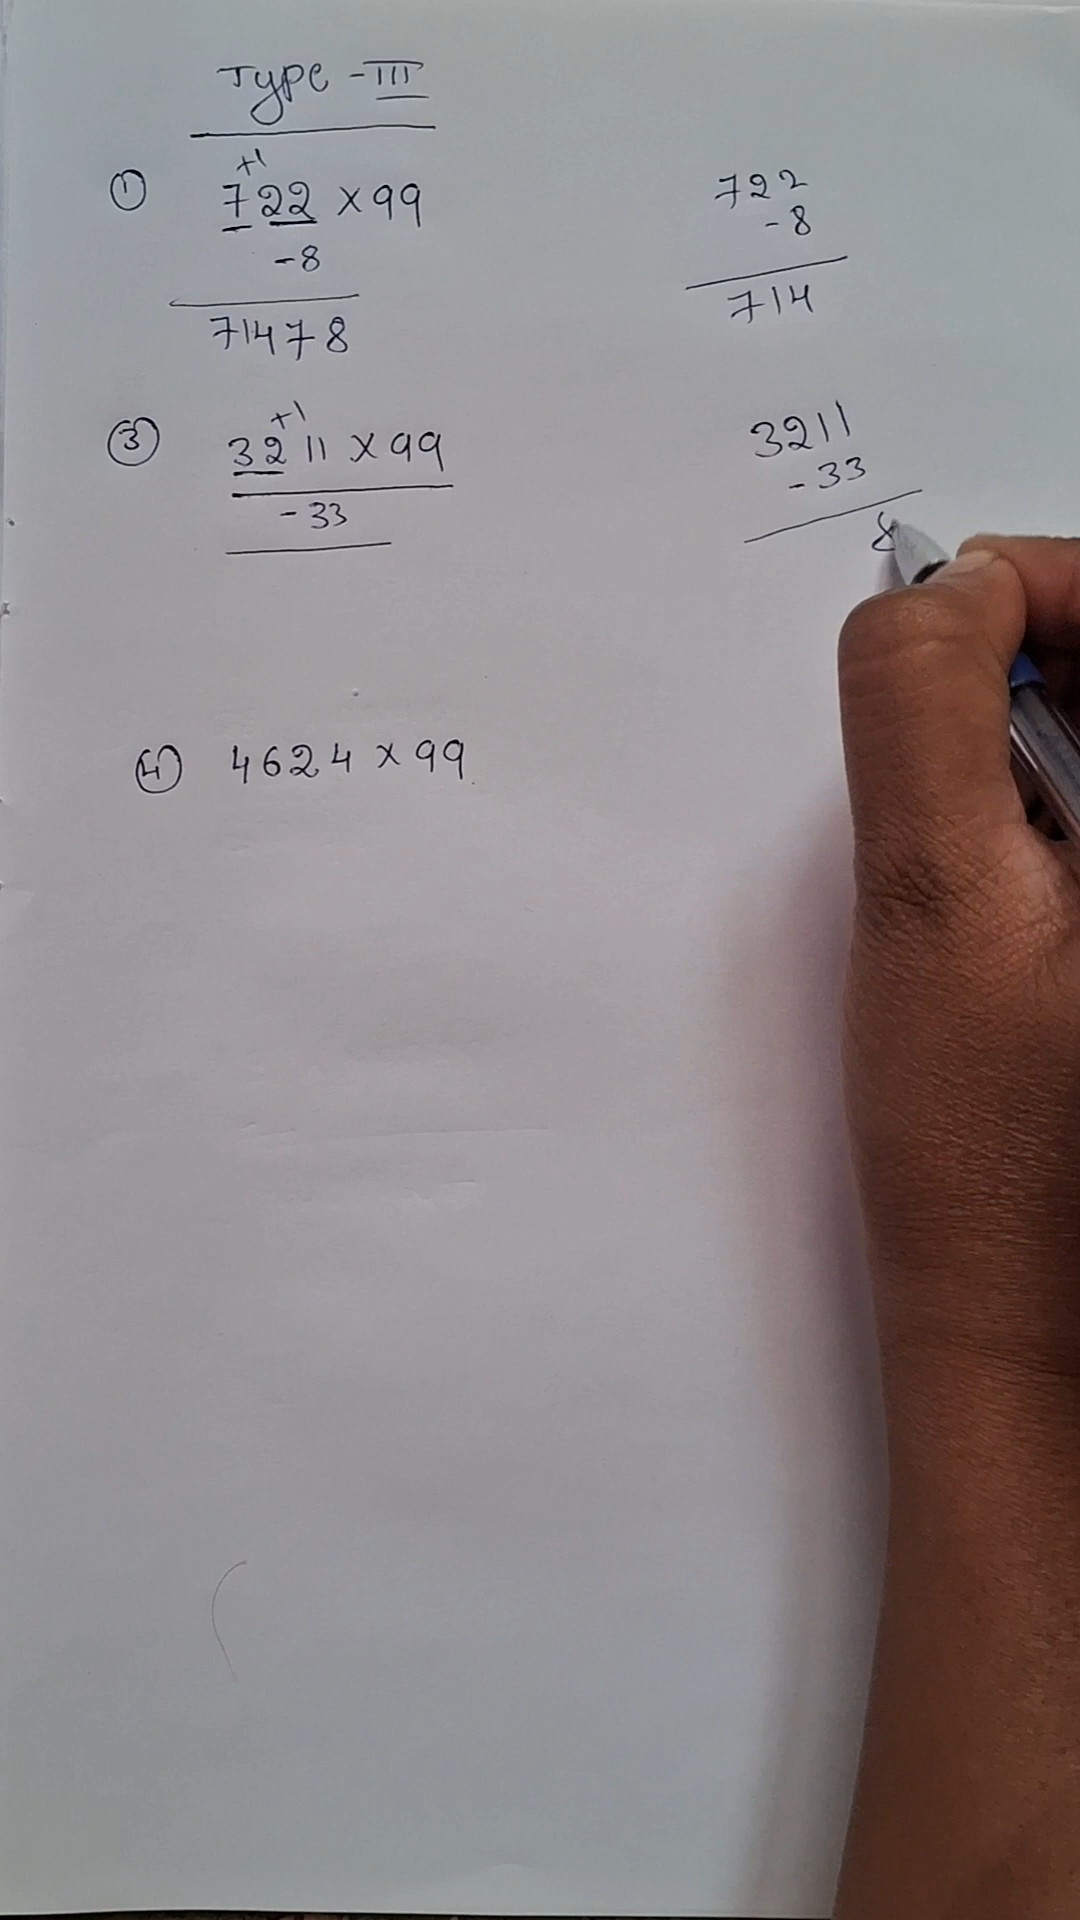 Type - III
+1
① 722 × 99
-8
71478
722
-8
714
+1
③ 3211 × 99
-33
3211
-33
8
④ 4624 × 99